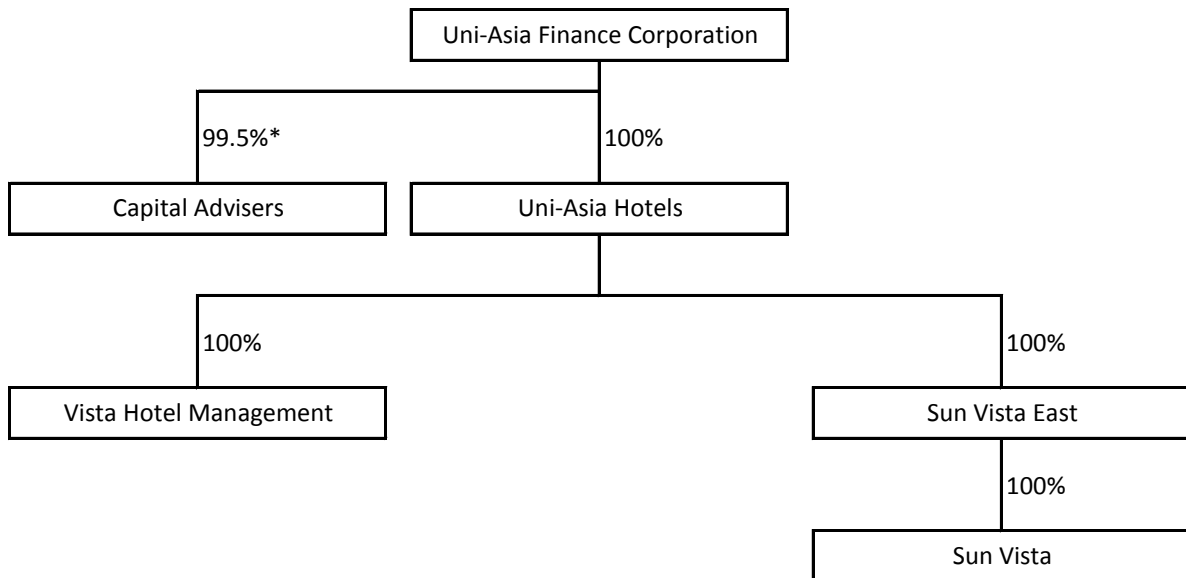 Uni-Asia Finance Corporation
99.5%*
100%
Capital Advisers
Uni-Asia Hotels
100%
100%
Vista Hotel Management
Sun Vista East
100%
Sun Vista